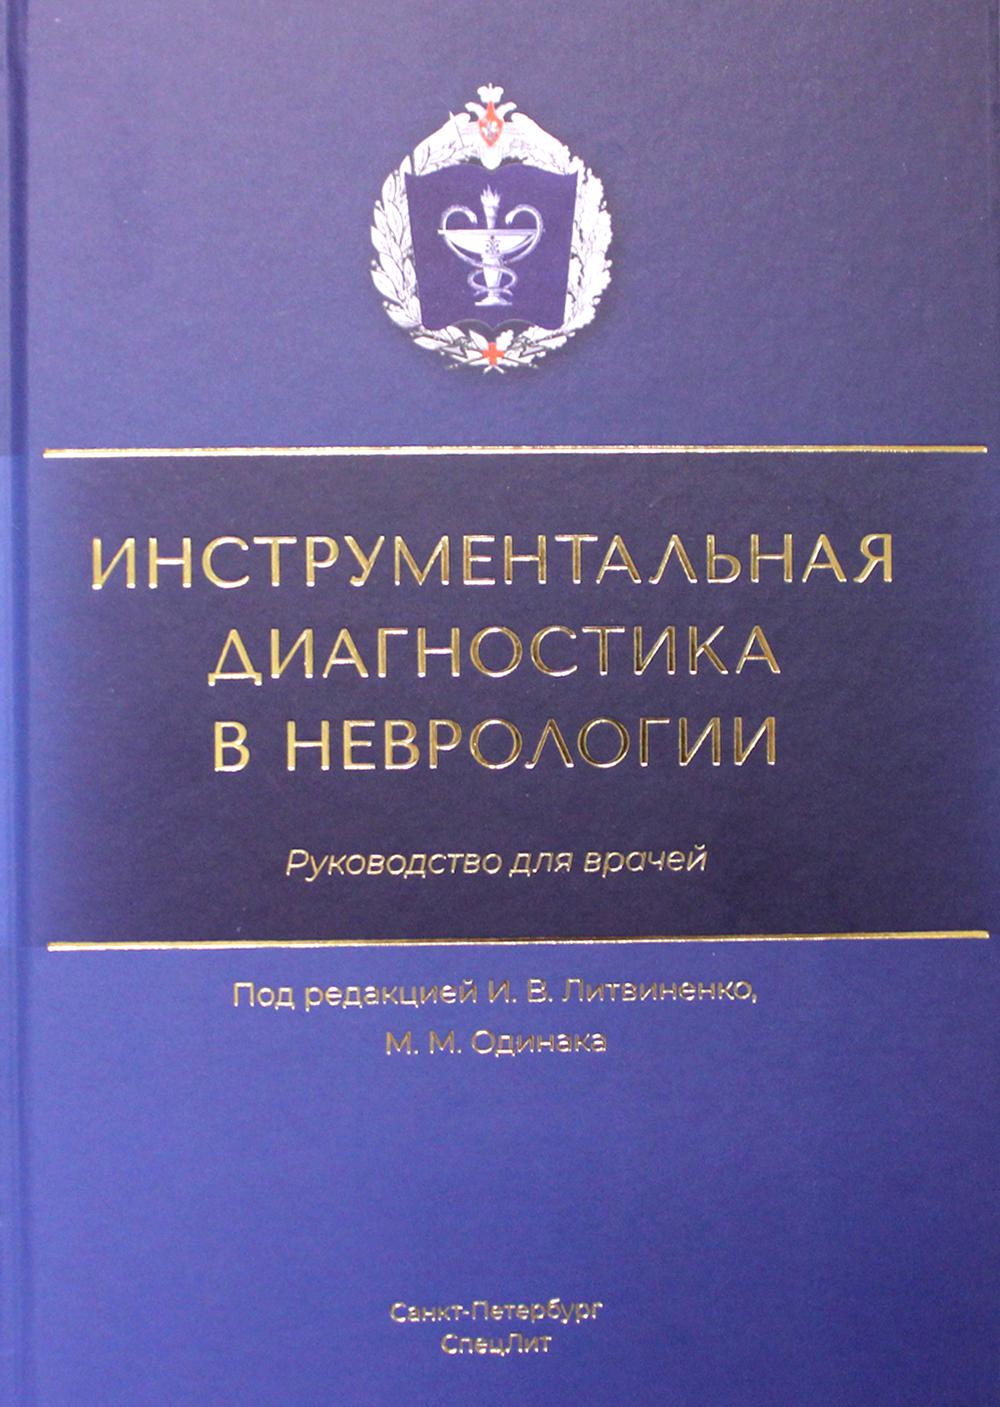 ИНСТРУМЕНТАЛЬНАЯ
ДИАГНОСТИКА
В НЕВРОЛОГИИ
Руководство для врачей
Под редакцией И. В. Литвиненко,
М. М. Одинака
Санкт-Петербург
СпецЛит